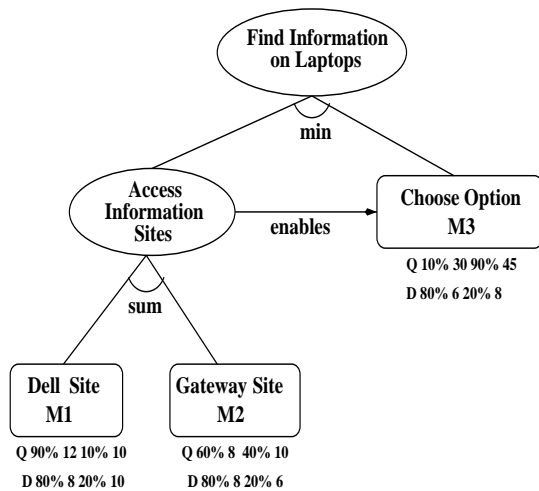 Find Information
on Laptops
min
Access
Information
Sites
enables
Choose Option
M3
Q 10% 30 90% 45
D 80% 6 20% 8
sum
Dell Site
M1
Q 90% 12 10% 10
D 80% 8 20% 10
Gateway Site
M2
Q 60% 8 40% 10
D 80% 8 20% 6